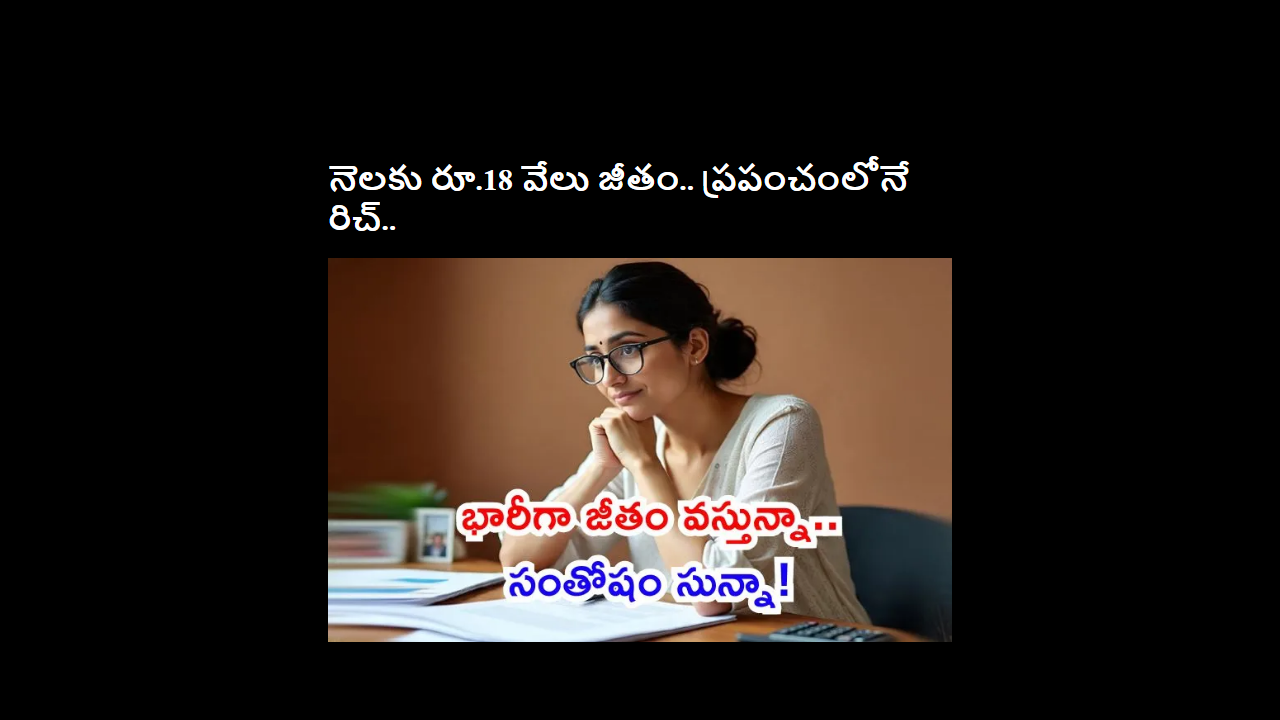 నెలకు రూ.18 వేలు జీతం.. ప్రపంచంలోనే
రిచ్..
భారీగా జీతం వస్తున్నా..
సంతోషం సున్నా!